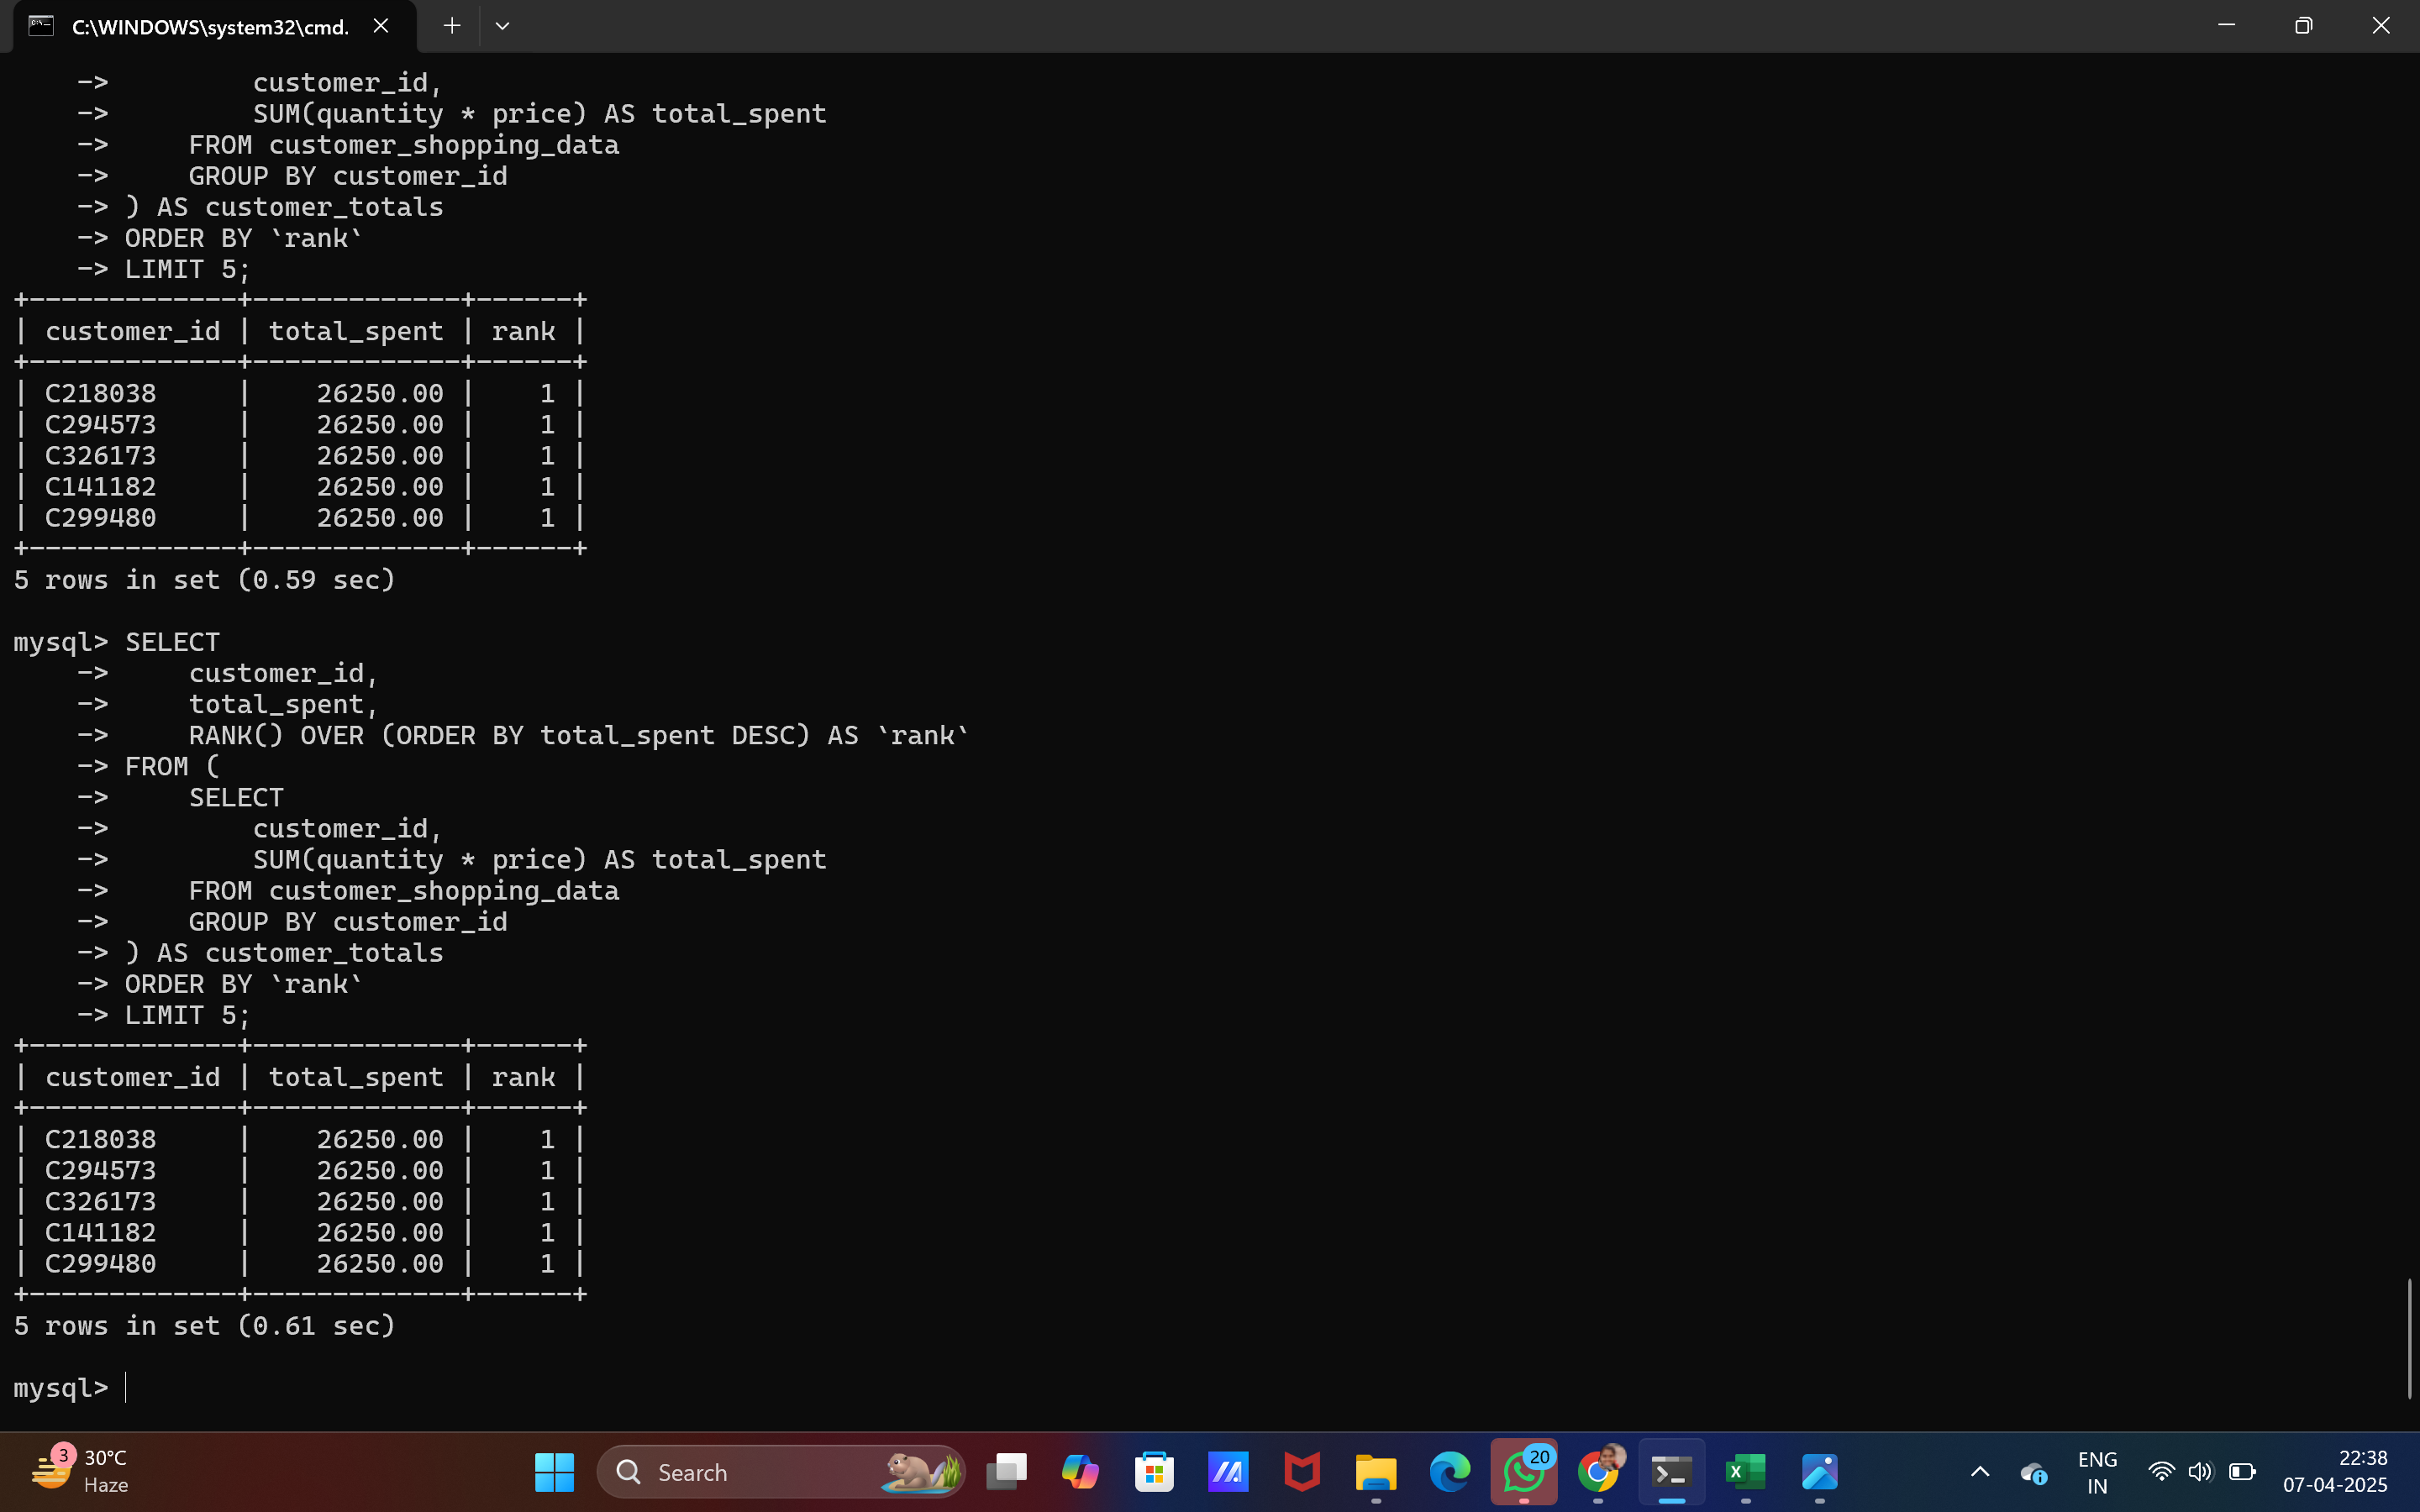 C:\WINDOWS\system32\cmd.
    ->         customer_id,
    ->         SUM(quantity * price) AS total_spent
    ->     FROM customer_shopping_data
    ->     GROUP BY customer_id
    -> ) AS customer_totals
    -> ORDER BY `rank`
    -> LIMIT 5;
+-------------+-------------+------+
| customer_id | total_spent | rank |
+-------------+-------------+------+
| C218038     |    26250.00 |    1 |
| C294573     |    26250.00 |    1 |
| C326173     |    26250.00 |    1 |
| C141182     |    26250.00 |    1 |
| C299480     |    26250.00 |    1 |
+-------------+-------------+------+
5 rows in set (0.59 sec)

mysql> SELECT
    ->     customer_id,
    ->     total_spent,
    ->     RANK() OVER (ORDER BY total_spent DESC) AS `rank`
    -> FROM (
    ->     SELECT
    ->         customer_id,
    ->         SUM(quantity * price) AS total_spent
    ->     FROM customer_shopping_data
    ->     GROUP BY customer_id
    -> ) AS customer_totals
    -> ORDER BY `rank`
    -> LIMIT 5;
+-------------+-------------+------+
| customer_id | total_spent | rank |
+-------------+-------------+------+
| C218038     |    26250.00 |    1 |
| C294573     |    26250.00 |    1 |
| C326173     |    26250.00 |    1 |
| C141182     |    26250.00 |    1 |
| C299480     |    26250.00 |    1 |
+-------------+-------------+------+
5 rows in set (0.61 sec)

mysql>
3
30°C
Haze
Search
20
ENG
IN
22:38
07-04-2025